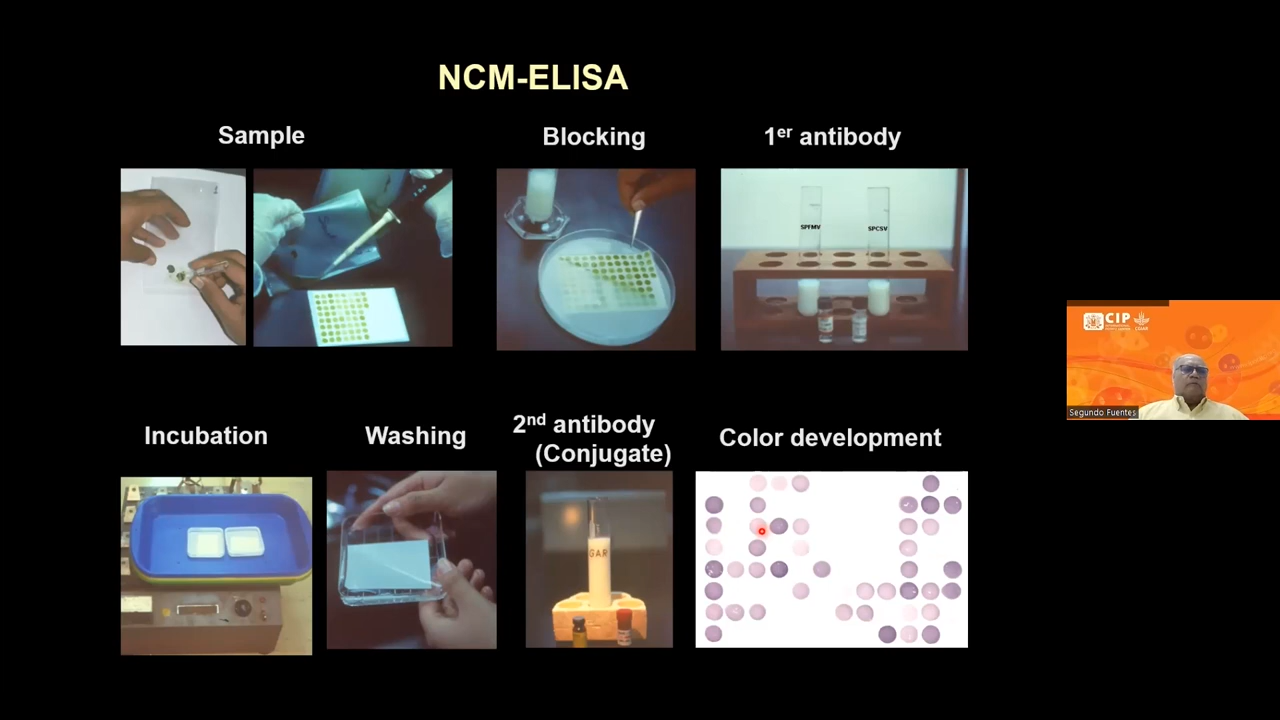 NCM-ELISA
Sample
Blocking
1er antibody
SPFMV
SPCSV
CIP
Segundo Fuentes
Incubation
Washing
2nd antibody
(Conjugate)
Color development
GAR